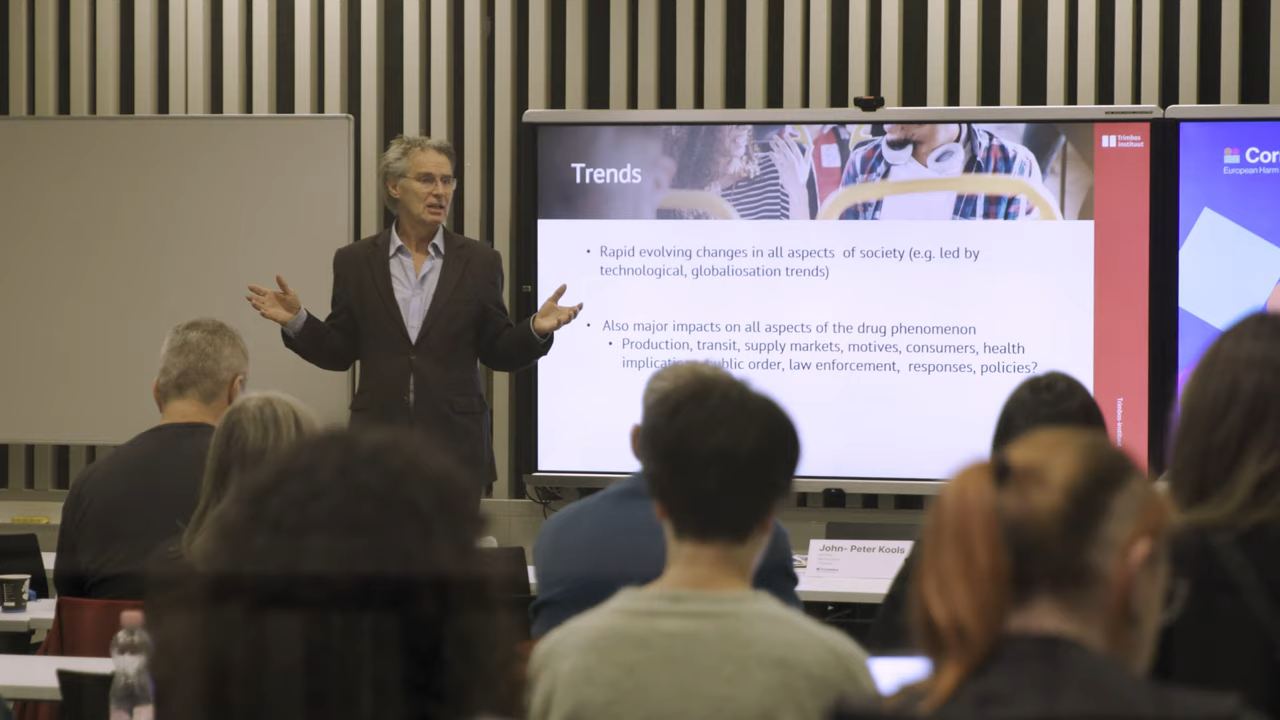 Trends
Trimbos
instituut
• Rapid evolving changes in all aspects of society (e.g. led by
technological, globaliosation trends)
• Also major impacts on all aspects of the drug phenomenon
• Production, transit, supply markets, motives, consumers, health
public order, law enforcement, responses, policies?
Cor
European Harm
John- Peter Kools